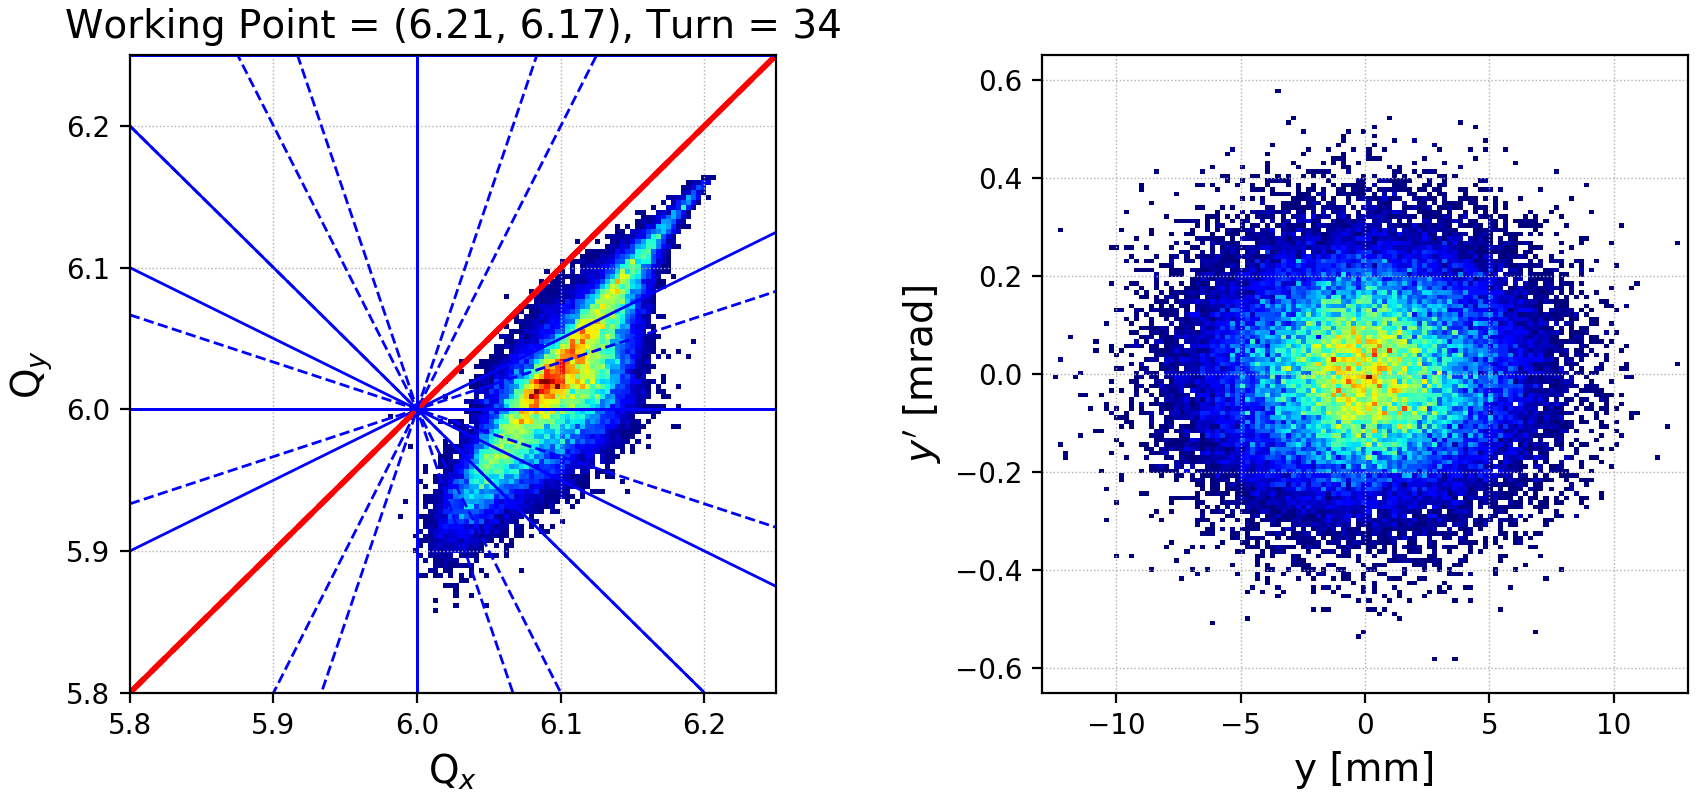 Working Point = (6.21, 6.17), Turn = 34
6.2
6.1
6.0
5.9
5.8
Q_y
5.8 5.9 6.0 6.1 6.2
Q_x
0.6
0.4
0.2
0.0
−0.2
−0.4
−0.6
y′ [mrad]
−10 −5 0 5 10
y [mm]